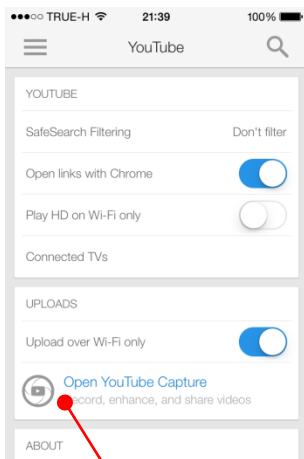 TRUE-H 21:39 100%
YouTube
YOUTUBE
SafeSearch Filtering Don't filter
Open links with Chrome
Play HD on Wi-Fi only
Connected TVs
UPLOADS
Upload over Wi-Fi only
Open YouTube Capture
Record, enhance, and share videos
ABOUT